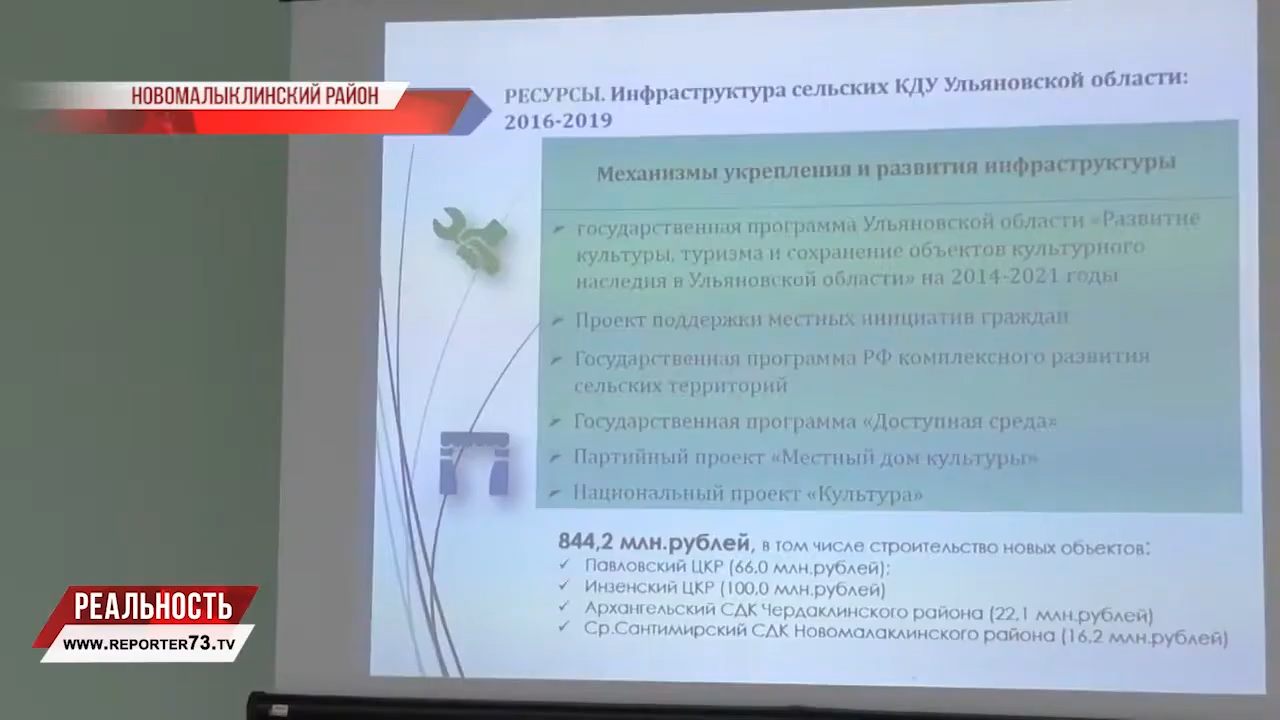 НОВОМАЛЫКЛИНСКИЙ РАЙОН
РЕСУРСЫ. Инфраструктура сельских КДУ Ульяновской области:
2016-2019
Механизмы укрепления и развития инфраструктуры
государственная программа Ульяновской области «Развитие
культуры, туризма и сохранение объектов культурного
наследия в Ульяновской области» на 2014-2021 годы
Проект поддержки местных инициатив граждан
Государственная программа РФ комплексного развития
сельских территорий
Государственная программа «Доступная среда»
Партийный проект «Местный дом культуры»
Национальный проект «Культура»
844,2 млн.рублей, в том числе строительство новых объектов:
Павловский ЦКР (66,0 млн.рублей);
Инзенский ЦКР (100,0 млн.рублей)
Архангельский СДК Чердаклинского района (22,1 млн.рублей)
Ср.Сантимирский СДК Новомалаклинского района (16,2 млн.рублей)
РЕАЛЬНОСТЬ
WWW.REPORTER73.TV